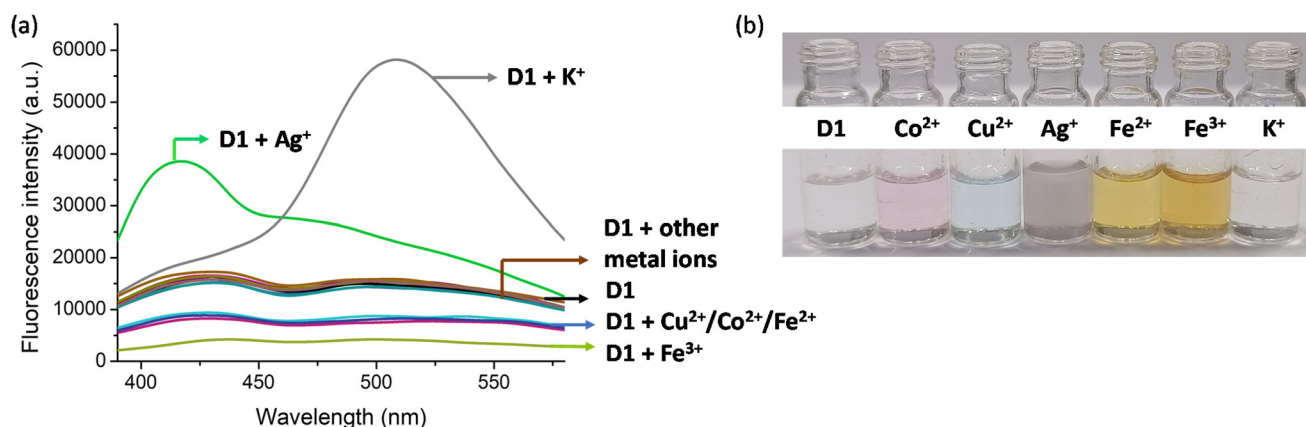 (a)
Fluorescence intensity (a.u.)
60000
50000
40000
30000
20000
10000
0
400
450
500
550
Wavelength (nm)
D1 + K⁺
D1 + Ag⁺
D1 + other
metal ions
D1
D1 + Cu²⁺/Co²⁺/Fe²⁺
D1 + Fe³⁺
(b)
D1 Co²⁺ Cu²⁺ Ag⁺ Fe²⁺ Fe³⁺ K⁺